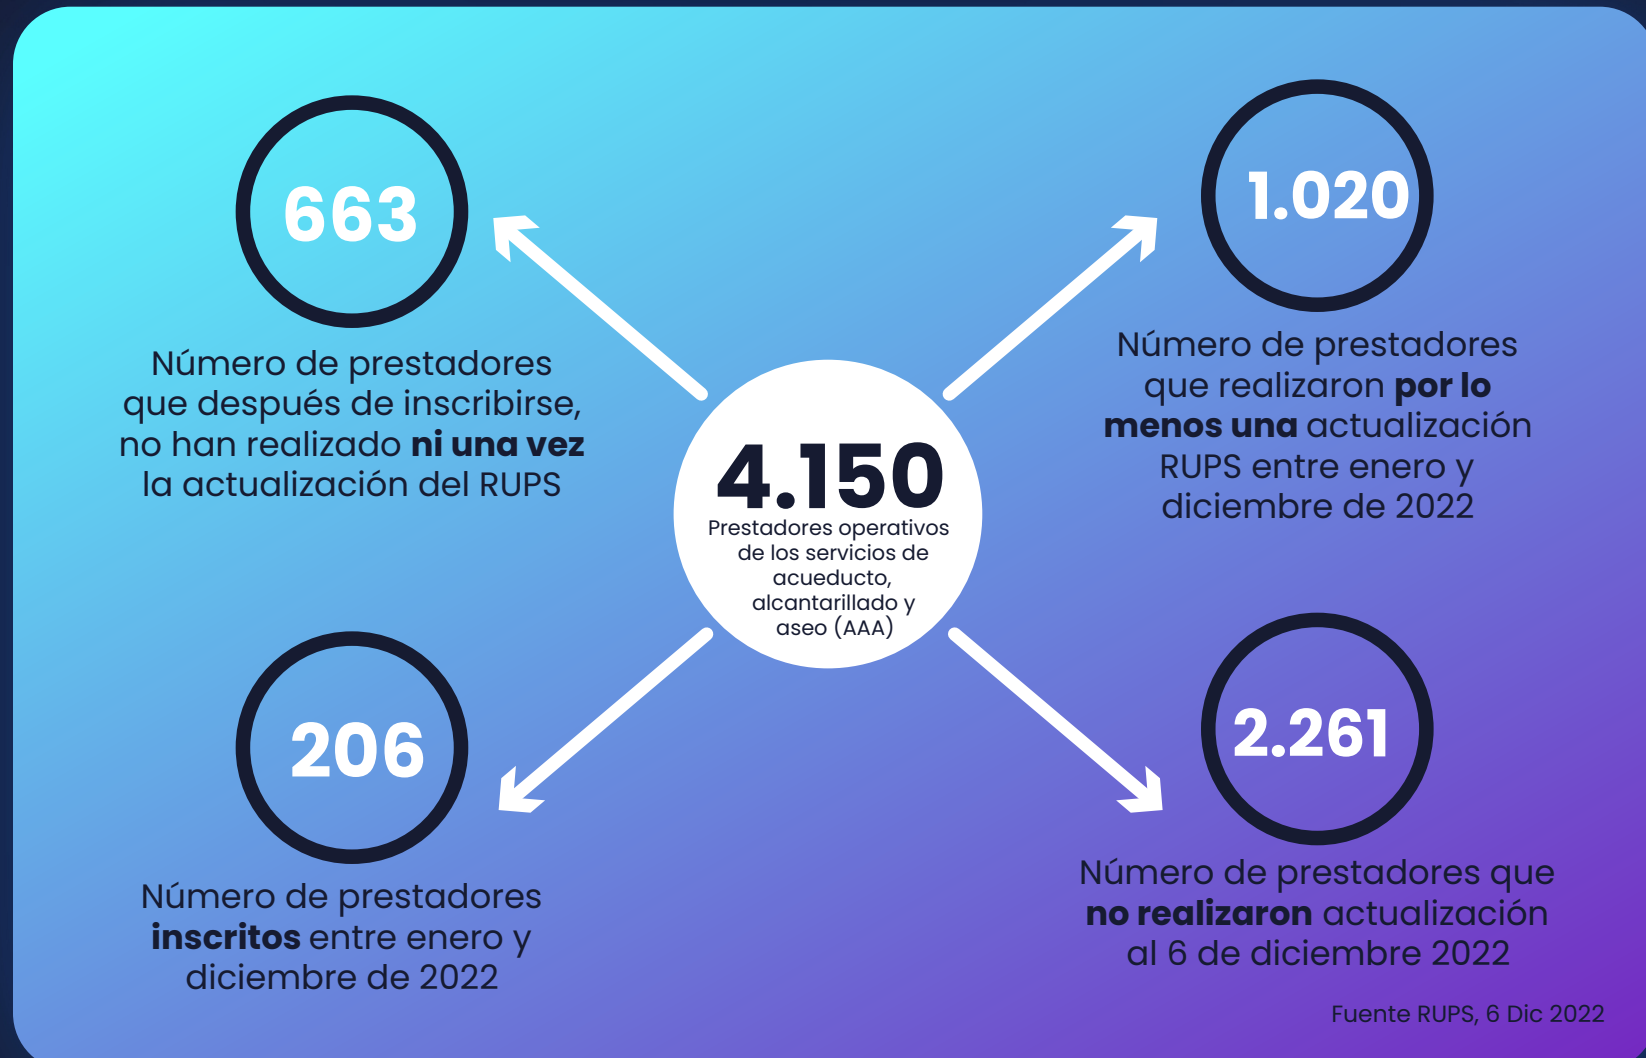 663
Número de prestadores
que después de inscribirse,
no han realizado ni una vez
la actualización del RUPS
1.020
Número de prestadores
que realizaron por lo
menos una actualización
RUPS entre enero y
diciembre de 2022
4.150
Prestadores operativos
de los servicios de
acueducto,
alcantarillado y
aseo (AAA)
206
Número de prestadores
inscritos entre enero y
diciembre de 2022
2.261
Número de prestadores que
no realizaron actualización
al 6 de diciembre 2022
Fuente RUPS, 6 Dic 2022